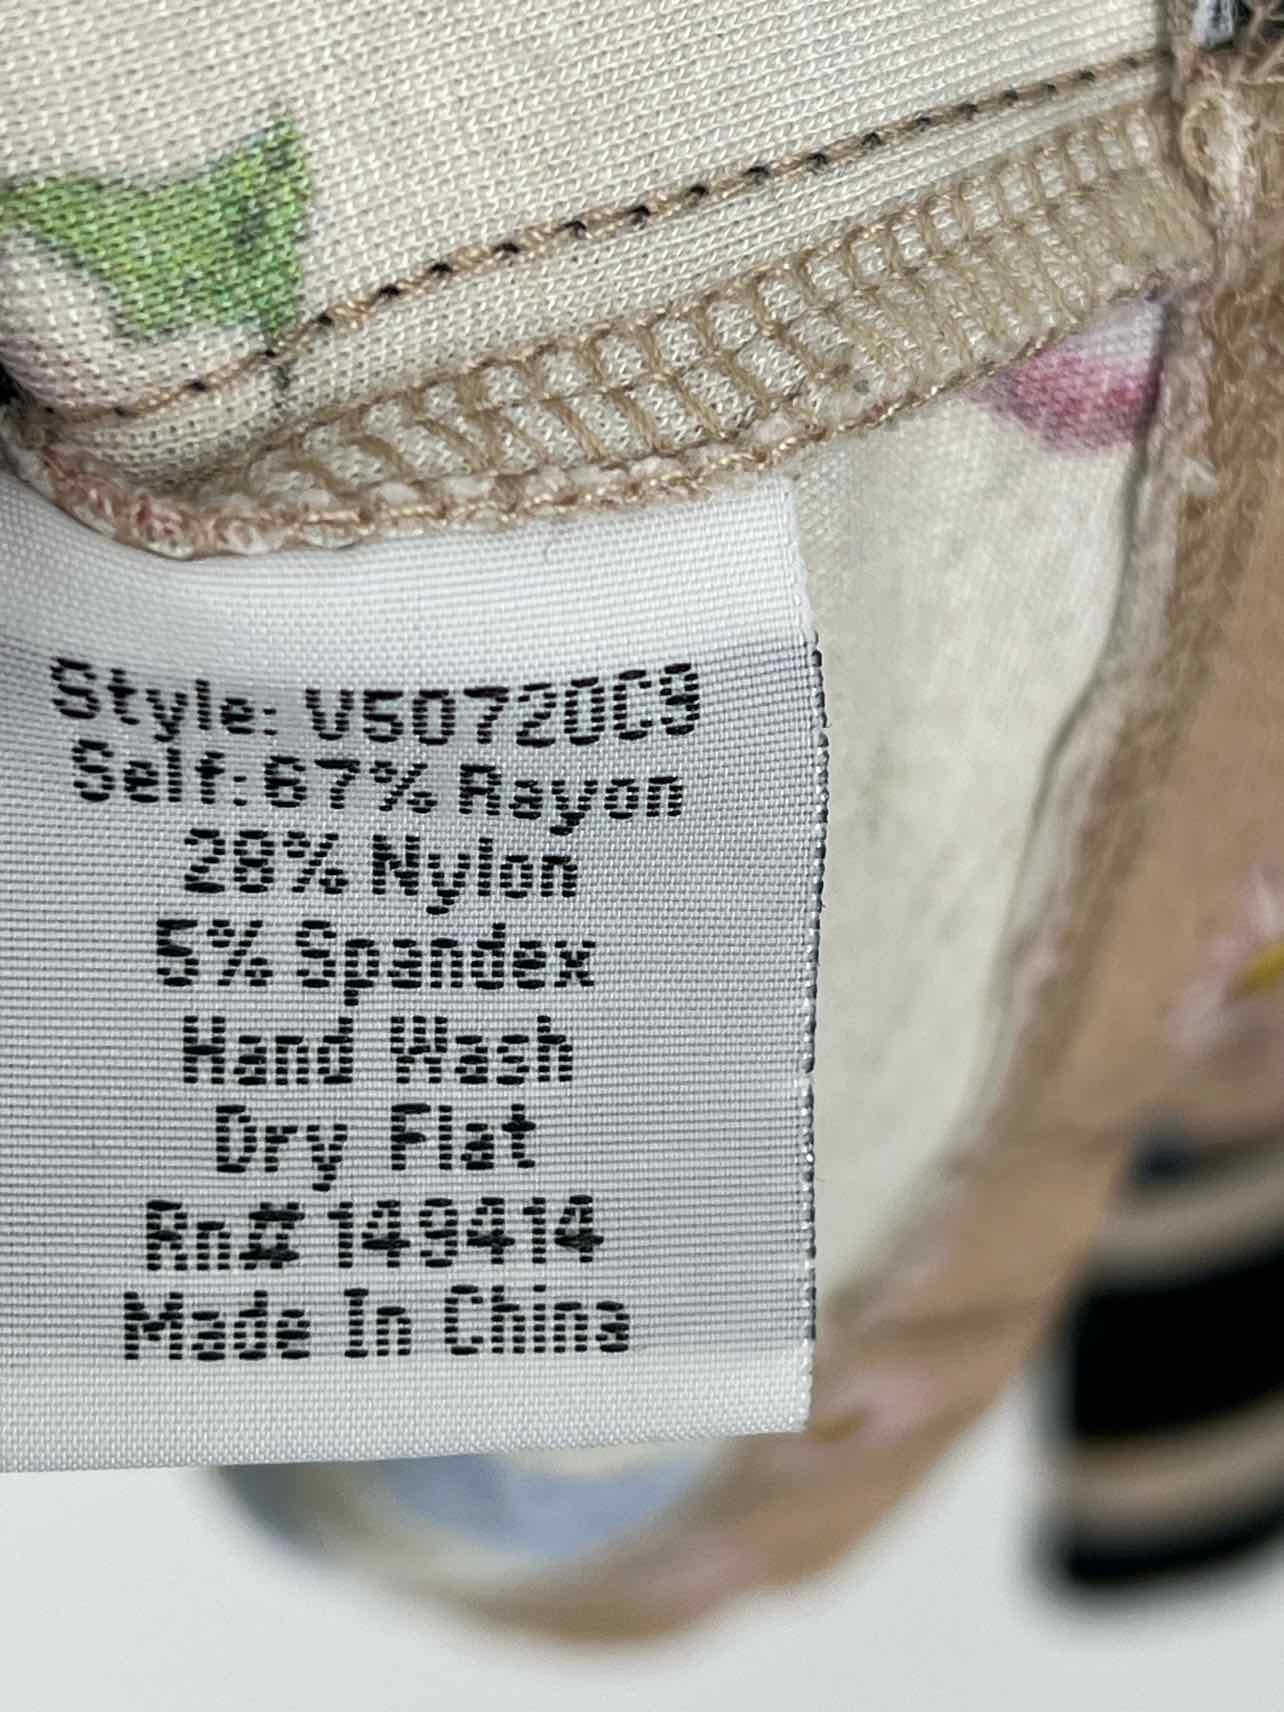 Style: V50720C9
Self: 67% Rayon
28% Nylon
5% Spandex
Hand Wash
Dry Flat
Rn# 149414
Made In China